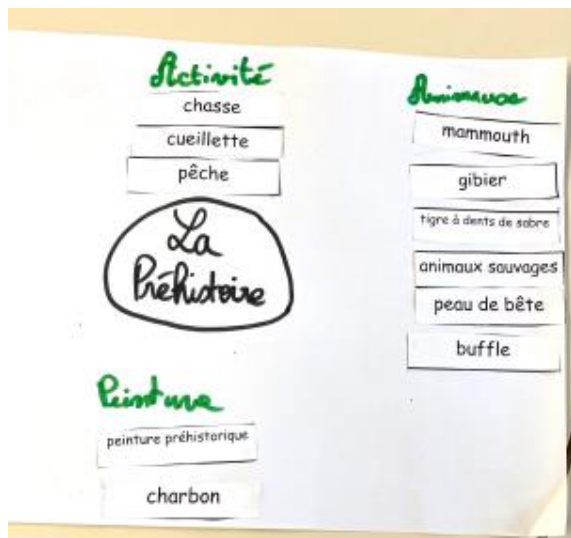 Activité
chasse
cueillette
pêche
La
Préhistoire
Animaux
mammouth
gibier
tigre à dents de sabre
animaux sauvages
peau de bête
buffle
Peinture
peinture préhistorique
charbon